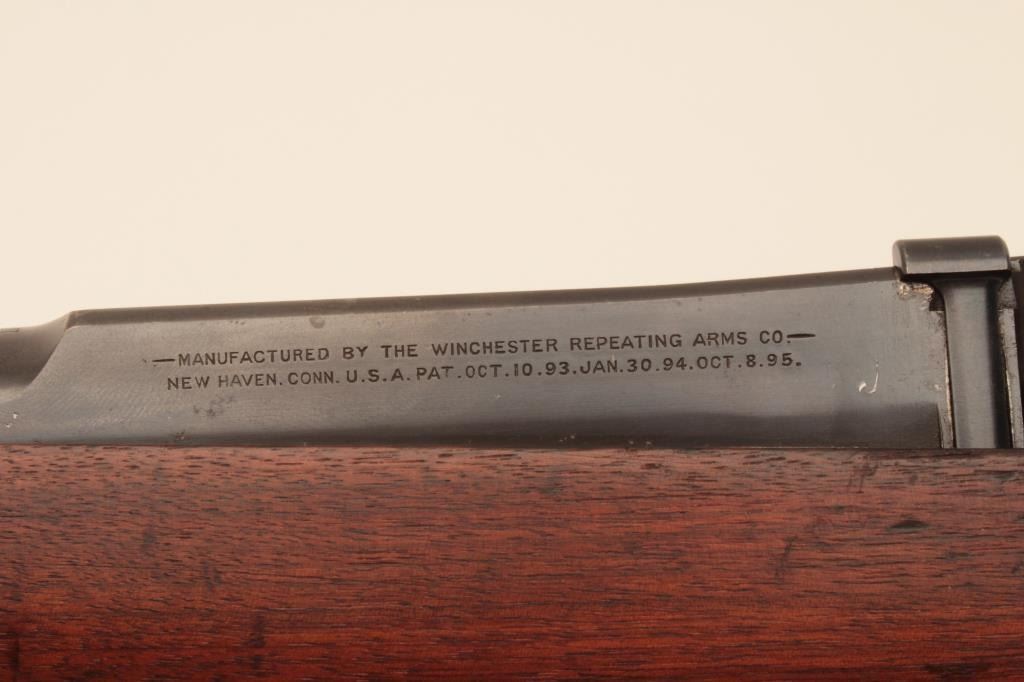 —MANUFACTURED BY THE WINCHESTER REPEATING ARMS CO.—
NEW HAVEN. CONN. U.S.A. PAT. OCT. 10. 93. JAN. 30. 94. OCT. 8. 95.